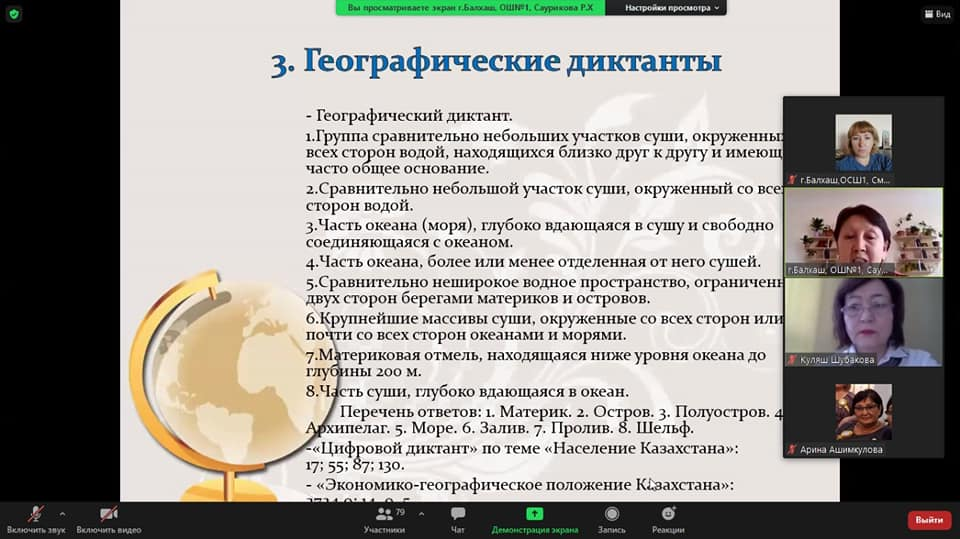 Вы просматриваете экран г.Балхаш, ОШ№1, Саурикова Р.Х
Настройки просмотра
Вид
3. Географические диктанты
- Географический диктант.
1.Группа сравнительно небольших участков суши, окруженных
всех сторон водой, находящихся близко друг к другу и имеющ
часто общее основание.
2.Сравнительно небольшой участок суши, окруженный со всех
сторон водой.
3.Часть океана (моря), глубоко вдающаяся в сушу и свободно
соединяющаяся с океаном.
4.Часть океана, более или менее отделенная от него сушей.
5.Сравнительно неширокое водное пространство, ограниченн
двух сторон берегами материков и островов.
6.Крупнейшие массивы суши, окруженные со всех сторон или
почти со всех сторон океанами и морями.
7.Материковая отмель, находящаяся ниже уровня океана до
глубины 200 м.
8.Часть суши, глубоко вдающаяся в океан.
Перечень ответов: 1. Материк. 2. Остров. 3. Полуостров. 4
Архипелаг. 5. Море. 6. Залив. 7. Пролив. 8. Шельф.
-«Цифровой диктант» по теме «Население Казахстана»:
17; 55; 87; 130.
- «Экономико-географическое положение Казахстана»:
г.Балхаш,ОСШ1, См...
г.Балхаш, ОШ№1, Сау...
Куляш Шубакова
Арина Ашимкулова
Включить звук
Включить видео
79
Участники
Чат
Демонстрация экрана
Запись
Реакции
Выйти